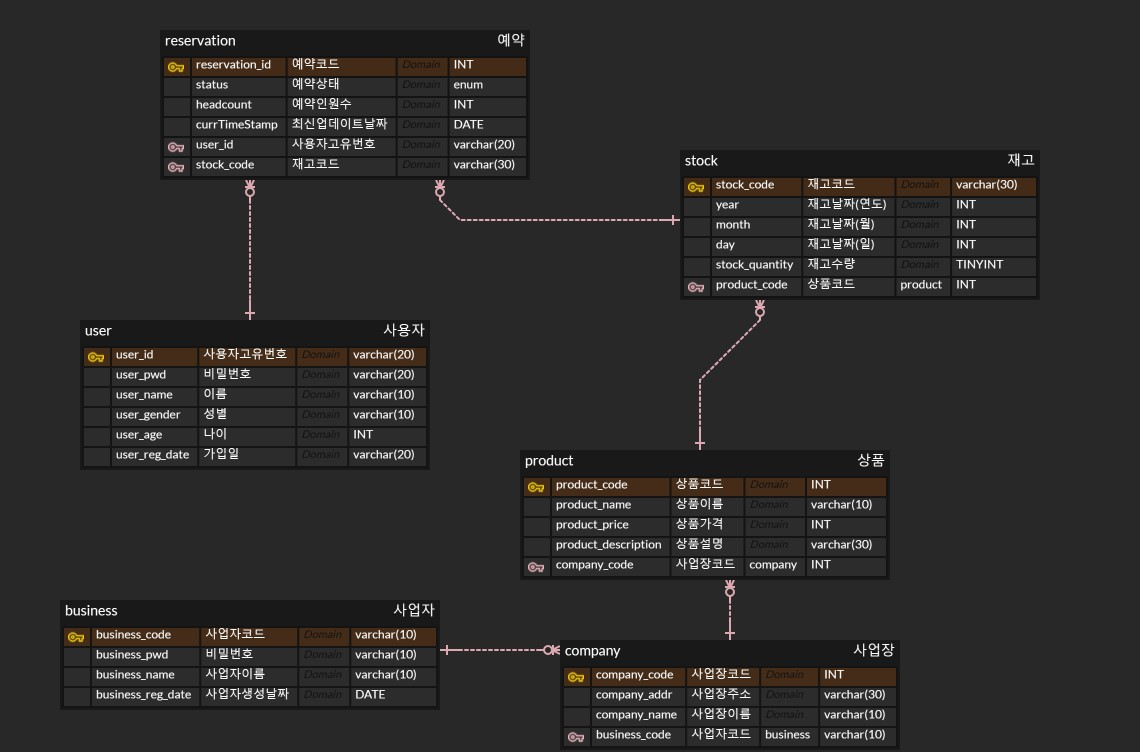 reservation 예약
reservation_id 예약코드 Domain INT
status 예약상태 Domain enum
headcount 예약인원수 Domain INT
currTimeStamp 최신업데이트날짜 Domain DATE
user_id 사용자고유번호 Domain varchar(20)
stock_code 재고코드 Domain varchar(30)
stock 재고
stock_code 재고코드 Domain varchar(30)
year 재고날짜(연도) Domain INT
month 재고날짜(월) Domain INT
day 재고날짜(일) Domain INT
stock_quantity 재고수량 Domain TINYINT
product_code 상품코드 product INT
user 사용자
user_id 사용자고유번호 Domain varchar(20)
user_pwd 비밀번호 Domain varchar(20)
user_name 이름 Domain varchar(10)
user_gender 성별 Domain varchar(10)
user_age 나이 Domain INT
user_reg_date 가입일 Domain varchar(20)
product 상품
product_code 상품코드 Domain INT
product_name 상품이름 Domain varchar(10)
product_price 상품가격 Domain INT
product_description 상품설명 Domain varchar(30)
company_code 사업장코드 company INT
business 사업자
business_code 사업자코드 Domain varchar(10)
business_pwd 비밀번호 Domain varchar(10)
business_name 사업자이름 Domain varchar(10)
business_reg_date 사업자생성날짜 Domain DATE
company 사업장
company_code 사업장코드 Domain INT
company_addr 사업장주소 Domain varchar(30)
company_name 사업장이름 Domain varchar(10)
business_code 사업자코드 business varchar(10)